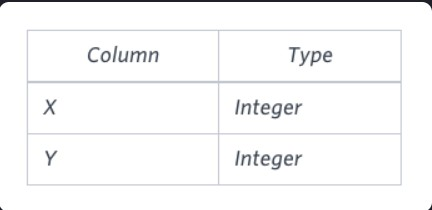 Column Type
X Integer
Y Integer